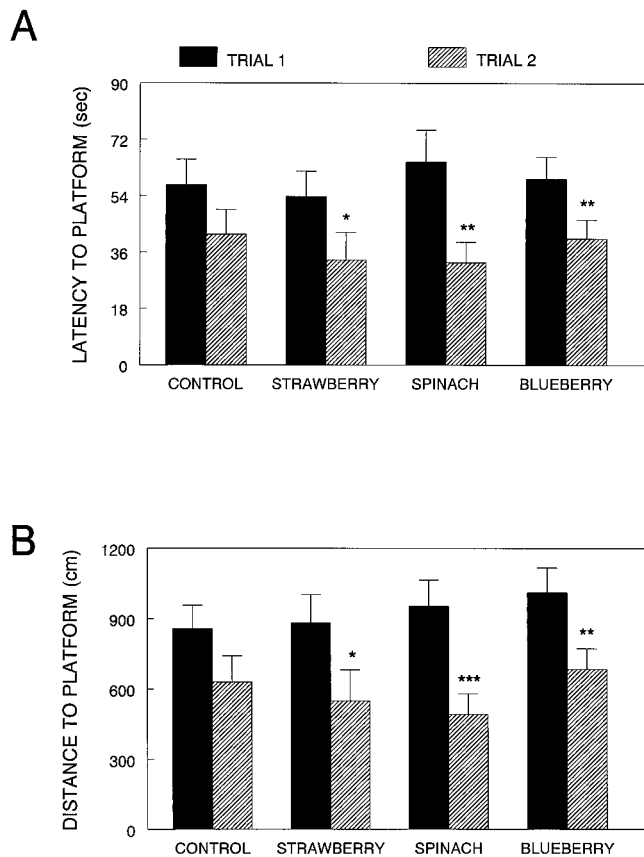 A
TRIAL 1 TRIAL 2
LATENCY TO PLATFORM (sec)
90
72
54
36
18
0
*
**
**
CONTROL STRAWBERRY SPINACH BLUEBERRY
B
DISTANCE TO PLATFORM (cm)
1200
900
600
300
0
*
***
**
CONTROL STRAWBERRY SPINACH BLUEBERRY